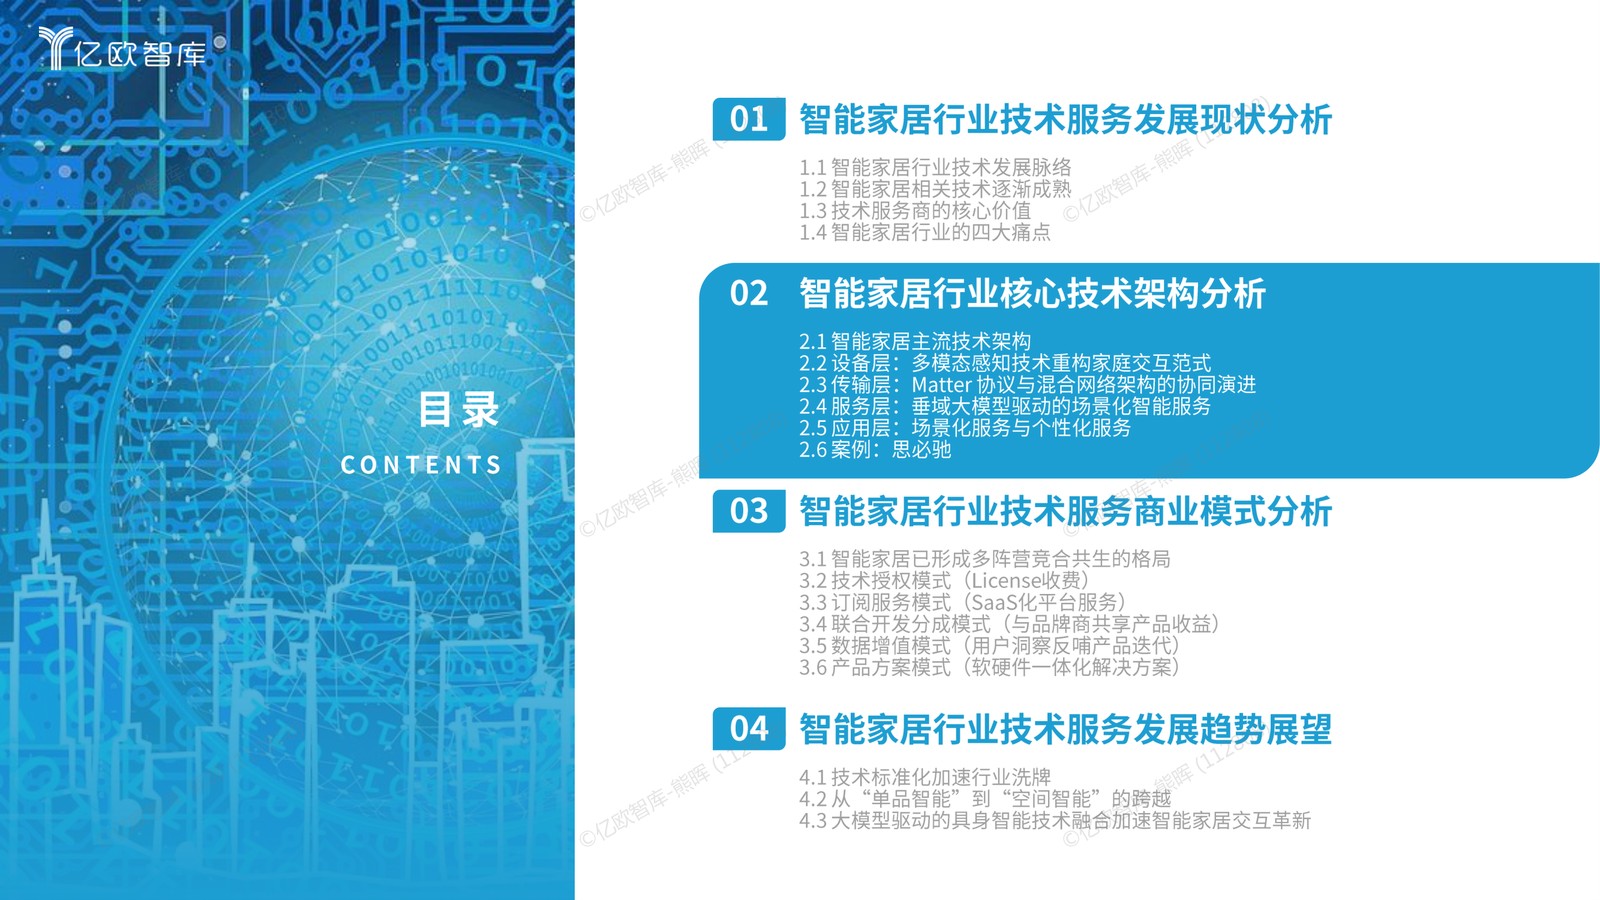 亿欧智库
目录
CONTENTS
01 智能家居行业技术服务发展现状分析
1.1 智能家居行业技术发展脉络
1.2 智能家居相关技术逐渐成熟
1.3 技术服务商的核心价值
1.4 智能家居行业的四大痛点
02 智能家居行业核心技术架构分析
2.1 智能家居主流技术架构
2.2 设备层：多模态感知技术重构家庭交互范式
2.3 传输层：Matter 协议与混合网络架构的协同演进
2.4 服务层：垂域大模型驱动的场景化智能服务
2.5 应用层：场景化服务与个性化服务
2.6 案例：思必驰
03 智能家居行业技术服务商业模式分析
3.1 智能家居已形成多阵营竞合共生的格局
3.2 技术授权模式（License收费）
3.3 订阅服务模式（SaaS化平台服务）
3.4 联合开发分成模式（与品牌商共享产品收益）
3.5 数据增值模式（用户洞察反哺产品迭代）
3.6 产品方案模式（软硬件一体化解决方案）
04 智能家居行业技术服务发展趋势展望
4.1 技术标准化加速行业洗牌
4.2 从“单品智能”到“空间智能”的跨越
4.3 大模型驱动的具身智能技术融合加速智能家居交互革新
©亿欧智库-熊晖
©亿欧智库-熊晖
©亿欧智库-熊晖
©亿欧智库-熊晖
©亿欧智库-熊晖